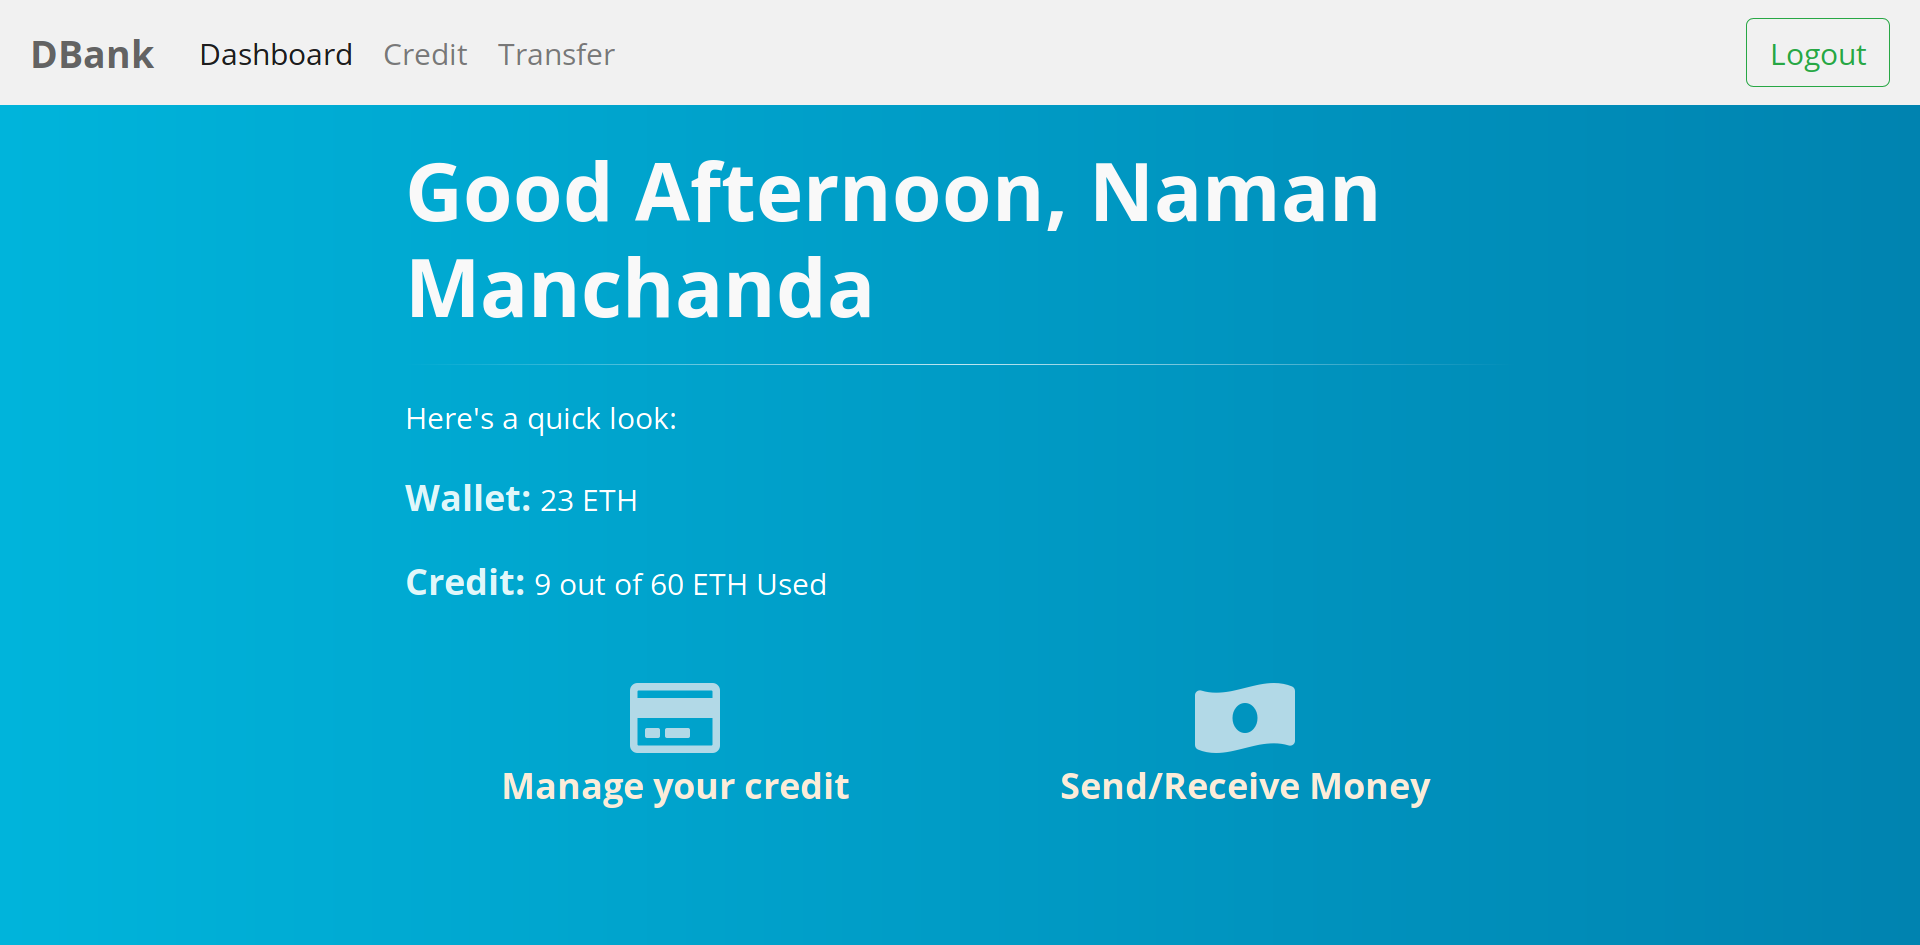 DBank Dashboard Credit Transfer Logout
Good Afternoon, Naman
Manchanda
Here's a quick look:
Wallet: 23 ETH
Credit: 9 out of 60 ETH Used
Manage your credit Send/Receive Money